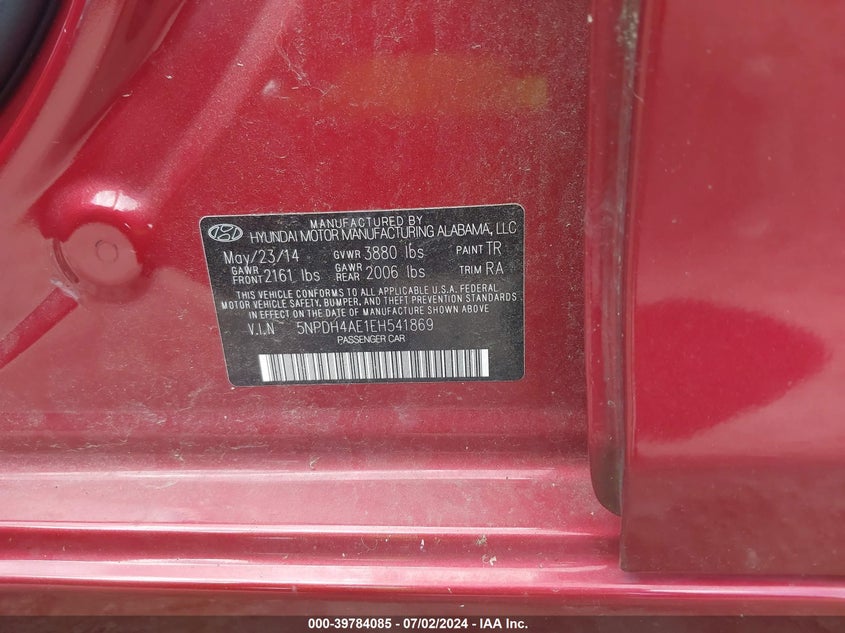 MANUFACTURED BY
HYUNDAI MOTOR MANUFACTURING ALABAMA, LLC
May/23/14 GVWR 3880 lbs PAINT TR
GAWR FRONT 2161 lbs GAWR REAR 2006 lbs TRIM RA
THIS VEHICLE CONFORMS TO ALL APPLICABLE U.S.A. FEDERAL
MOTOR VEHICLE SAFETY, BUMPER, AND THEFT PREVENTION STANDARDS
IN EFFECT ON THE DATE OF MANUFACTURE SHOWN ABOVE
V.I.N 5NPDH4AE1EH541869
PASSENGER CAR
000-39784085 - 07/02/2024 - IAA Inc.